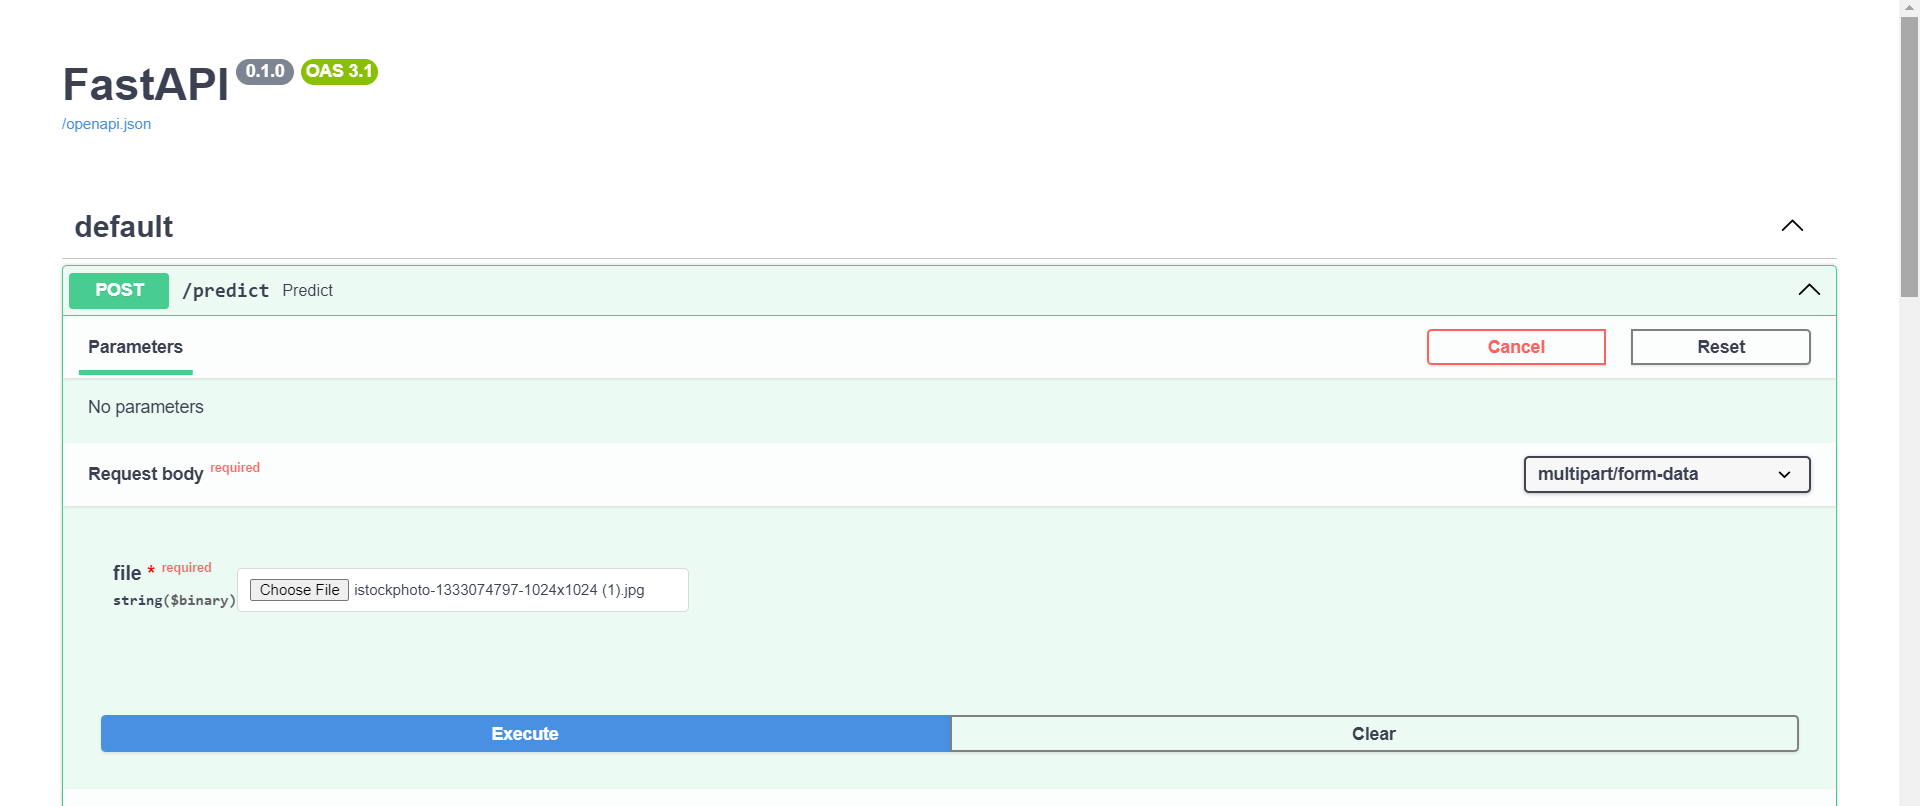 FastAPI 0.1.0 OAS 3.1
/openapi.json
default
POST /predict Predict
Parameters Cancel Reset
No parameters
Request body required multipart/form-data
file * required
string($binary) Choose File istockphoto-1333074797-1024x1024 (1).jpg
Execute Clear